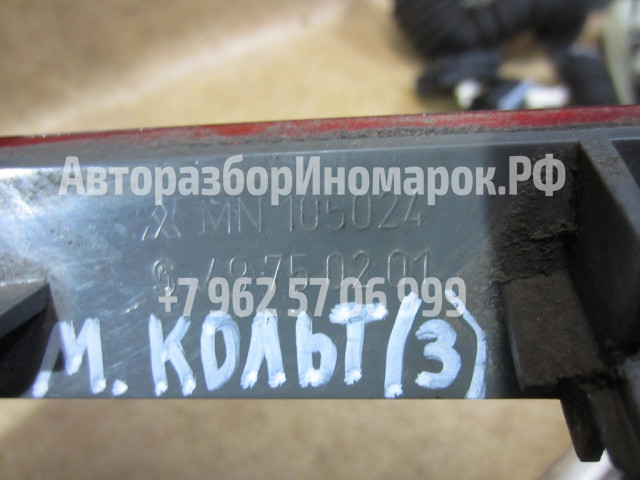 АвторазборИномарок.РФ
MN 105024
+7 962 57 06 999
М. КОЛЬТ(3)